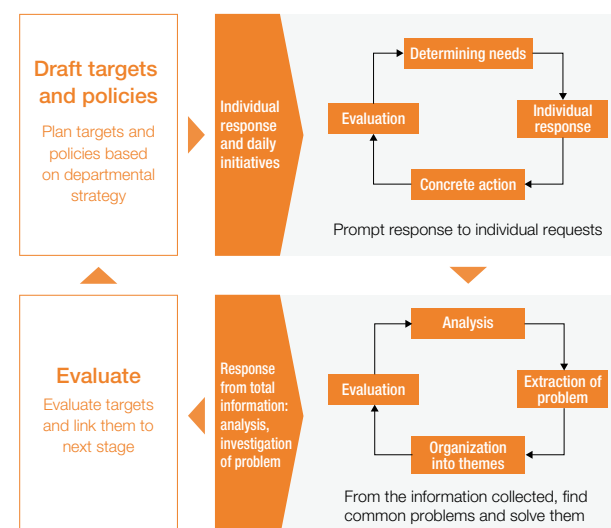 Draft targets
and policies
Plan targets and
policies based
on departmental
strategy
Individual
response
and daily
initiatives
Determining needs
Individual
response
Concrete action
Evaluation
Prompt response to individual requests
Response
from total
information:
analysis,
investigation
of problem
Analysis
Extraction of
problem
Organization
into themes
Evaluation
From the information collected, find
common problems and solve them
Evaluate
Evaluate targets
and link them to
next stage